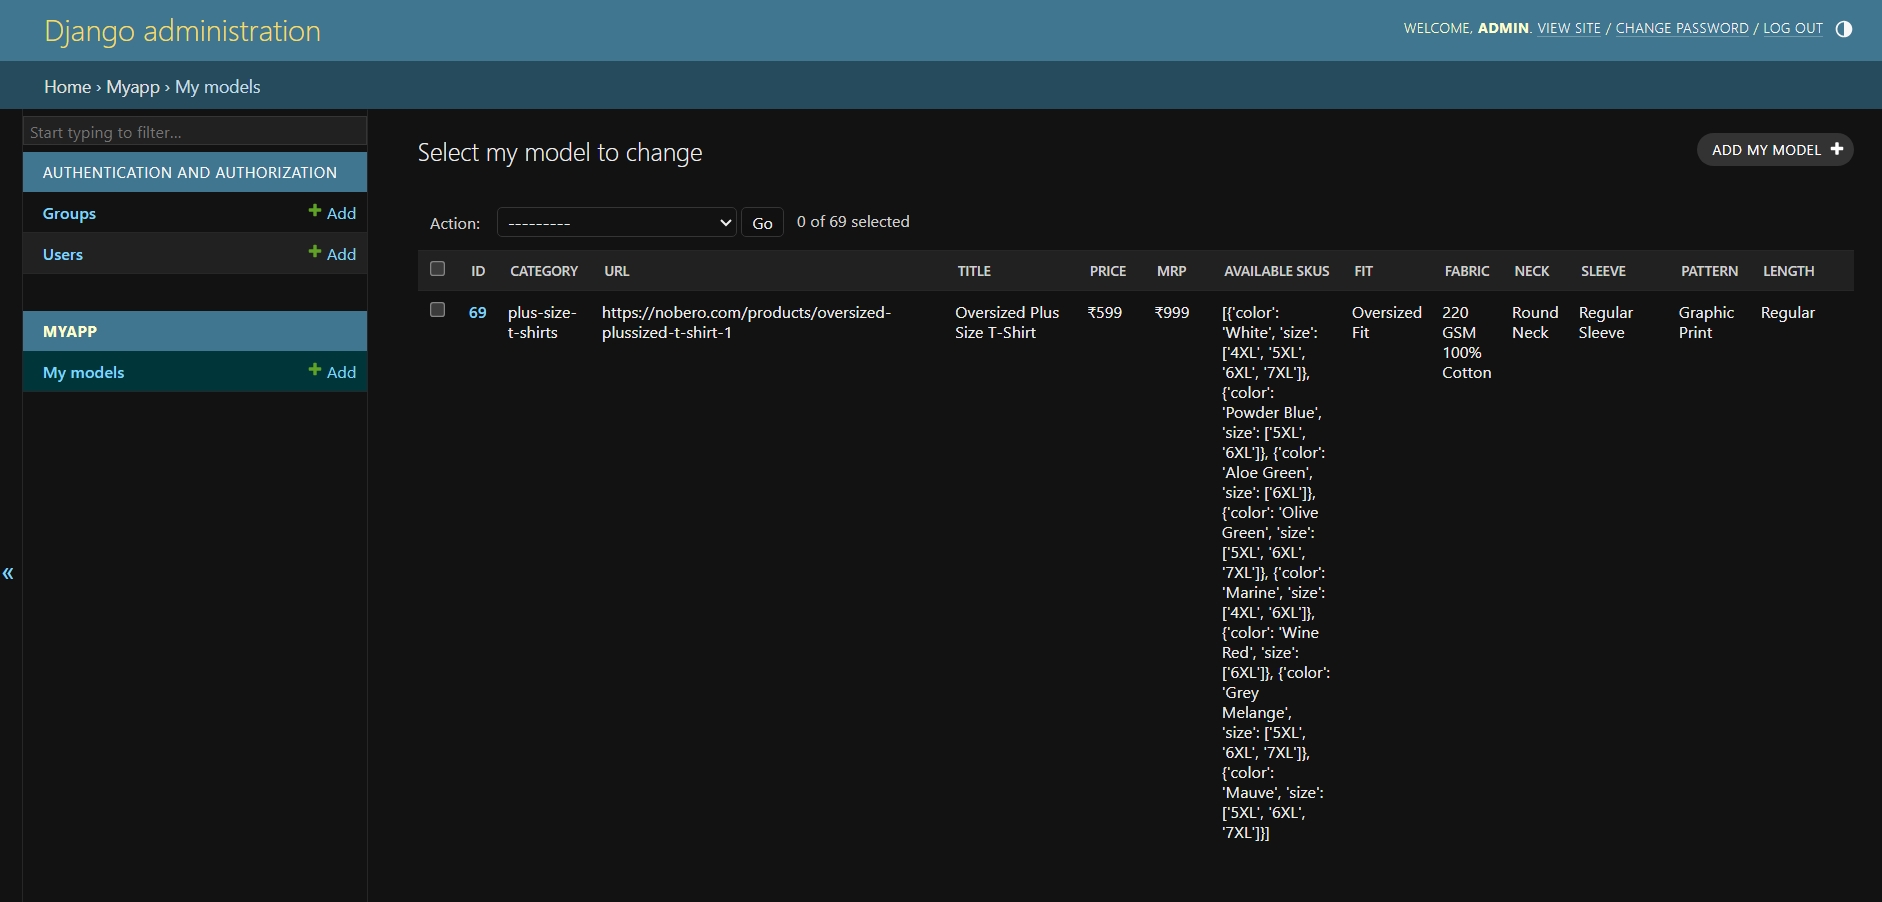 Django administration
WELCOME, ADMIN. VIEW SITE / CHANGE PASSWORD / LOG OUT
Home › Myapp › My models
Start typing to filter...
AUTHENTICATION AND AUTHORIZATION
Groups + Add
Users + Add
MYAPP
My models + Add
«
Select my model to change
ADD MY MODEL +
Action: --------- Go 0 of 69 selected
ID CATEGORY URL TITLE PRICE MRP AVAILABLE SKUS FIT FABRIC NECK SLEEVE PATTERN LENGTH
69
plus-size-
t-shirts
https://nobero.com/products/oversized-
plussized-t-shirt-1
Oversized Plus
Size T-Shirt
₹599
₹999
[{'color':
'White', 'size':
['4XL', '5XL',
'6XL', '7XL']},
{'color':
'Powder Blue',
'size': ['5XL',
'6XL']}, {'color':
'Aloe Green',
'size': ['6XL']},
{'color': 'Olive
Green', 'size':
['5XL', '6XL',
'7XL']}, {'color':
'Marine', 'size':
['4XL', '6XL']},
{'color': 'Wine
Red', 'size':
['6XL']}, {'color':
'Grey
Melange',
'size': ['5XL',
'6XL', '7XL']},
{'color':
'Mauve', 'size':
['5XL', '6XL',
'7XL']}]
Oversized
Fit
220
GSM
100%
Cotton
Round
Neck
Regular
Sleeve
Graphic
Print
Regular